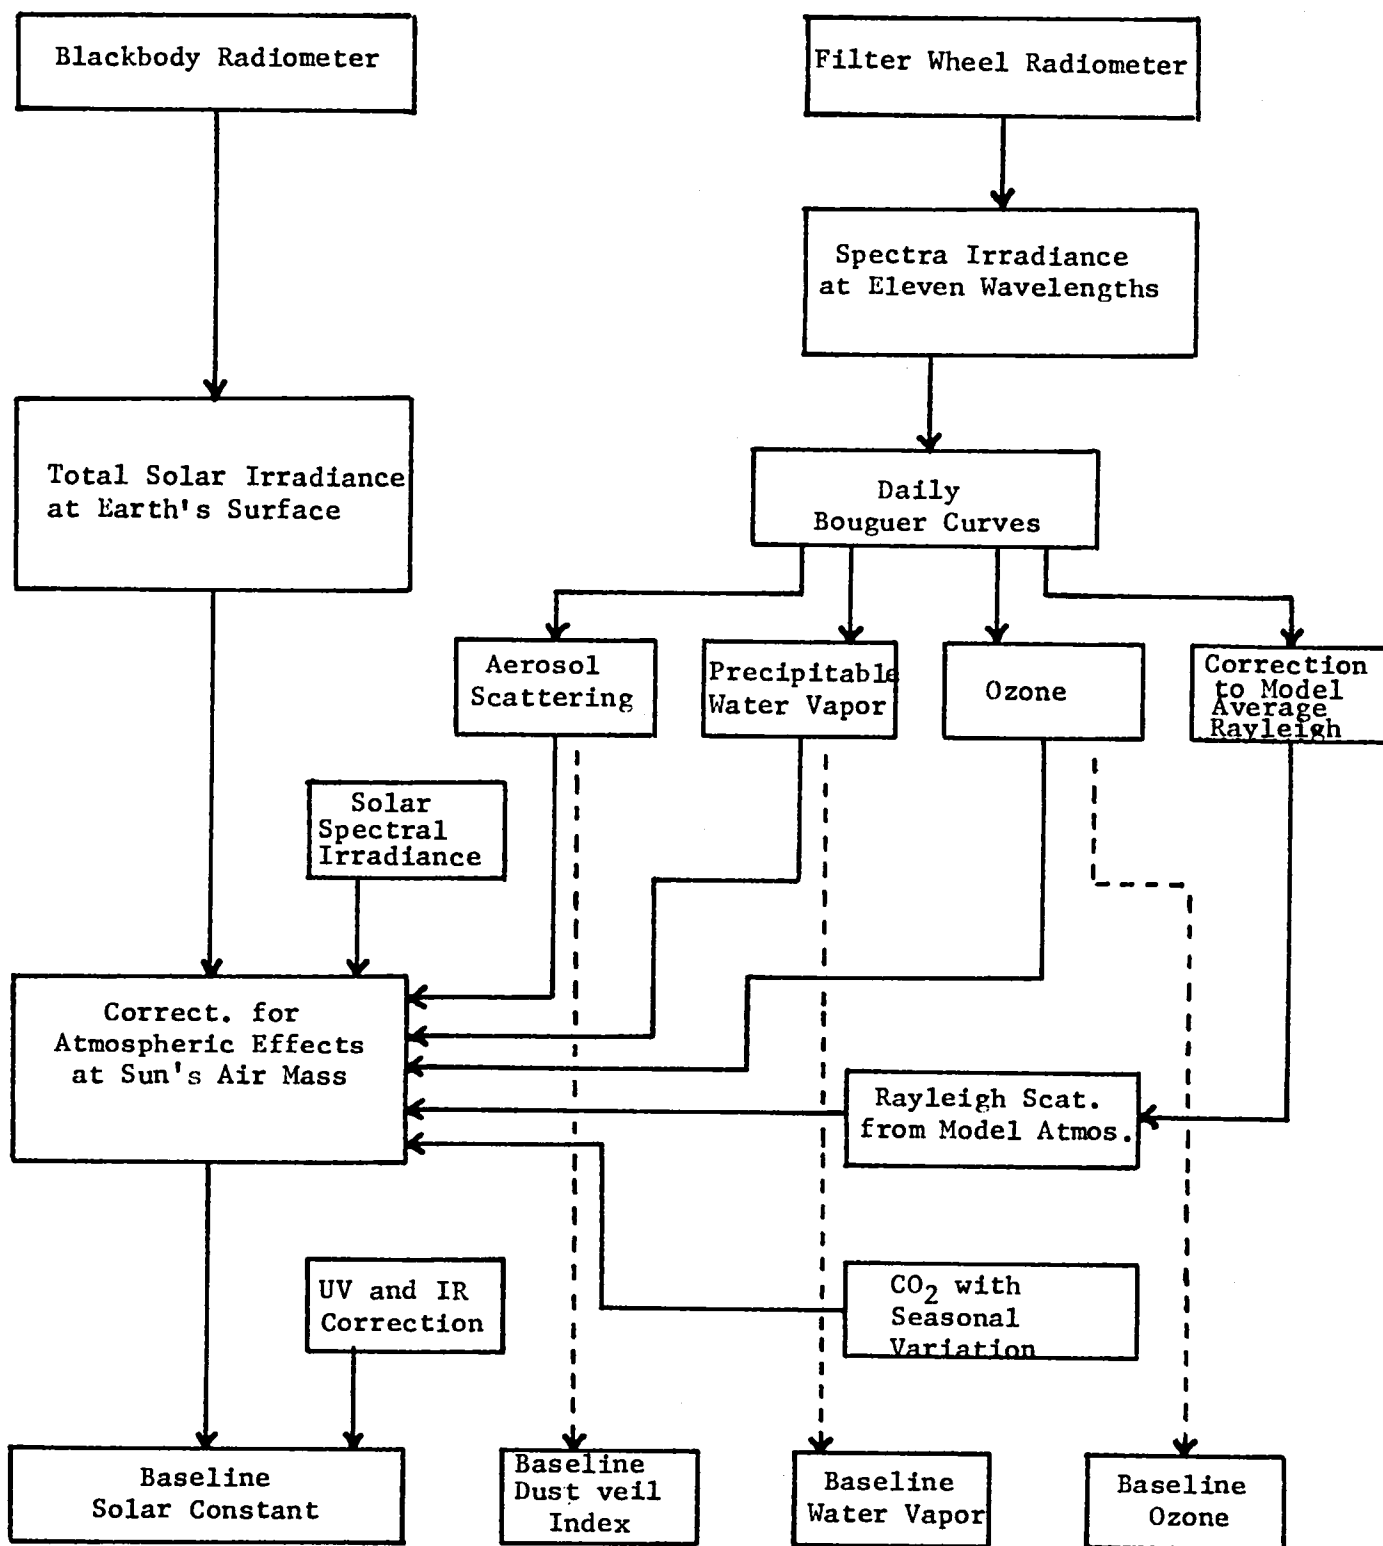 Blackbody Radiometer
Filter Wheel Radiometer
Spectra Irradiance
at Eleven Wavelengths
Total Solar Irradiance
at Earth's Surface
Daily
Bouguer Curves
Aerosol
Scattering
Precipitable
Water Vapor
Ozone
Correction
to Model
Average
Rayleigh
Solar
Spectral
Irradiance
Correct. for
Atmospheric Effects
at Sun's Air Mass
Rayleigh Scat.
from Model Atmos.
UV and IR
Correction
CO2 with
Seasonal
Variation
Baseline
Solar Constant
Baseline
Dust veil
Index
Baseline
Water Vapor
Baseline
Ozone